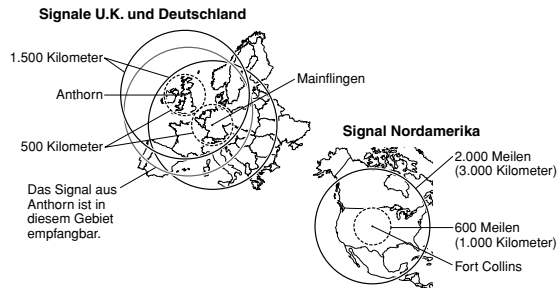 Signale U.K. und Deutschland
1.500 Kilometer
Anthorn
500 Kilometer
Das Signal aus
Anthorn ist in
diesem Gebiet
empfangbar.
Mainflingen
Signal Nordamerika
2.000 Meilen
(3.000 Kilometer)
600 Meilen
(1.000 Kilometer)
Fort Collins